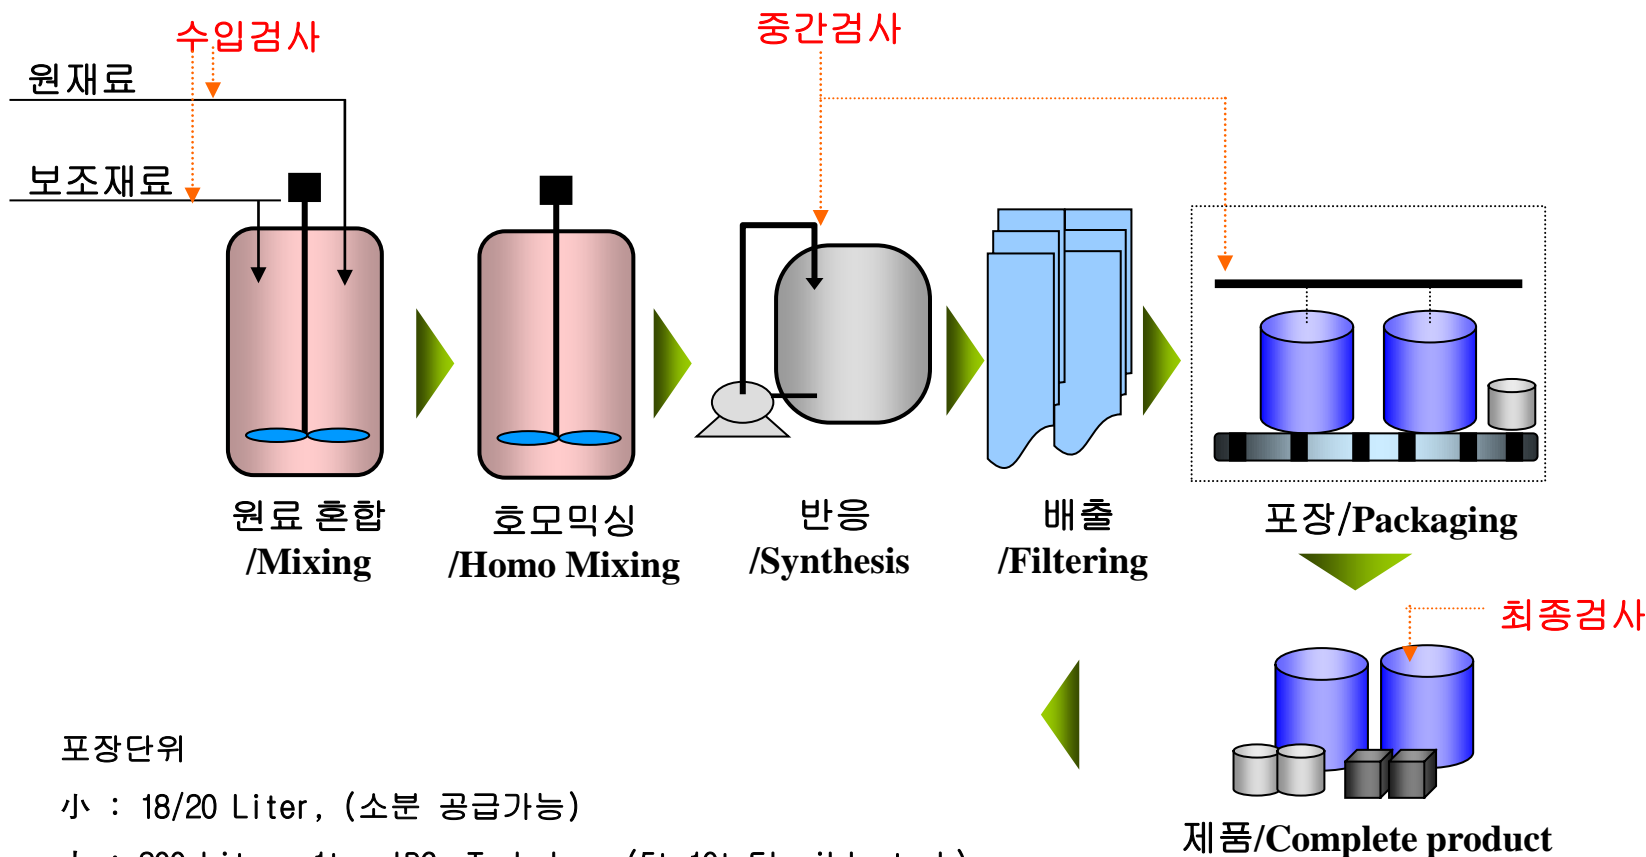 수입검사
중간검사
원재료
보조재료
원료 혼합
/Mixing
호모믹싱
/Homo Mixing
반응
/Synthesis
배출
/Filtering
포장/Packaging
최종검사
제품/Complete product
포장단위
小 : 18/20 Liter, (소분 공급가능)